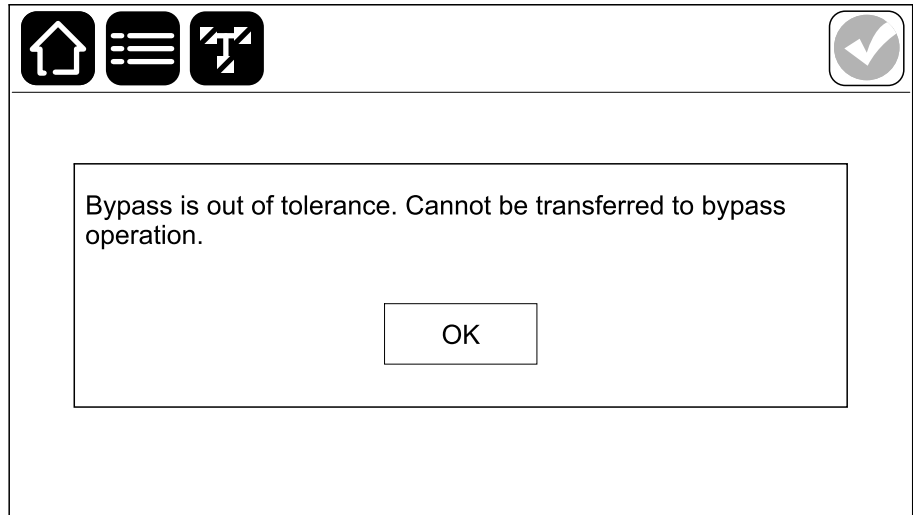 Bypass is out of tolerance. Cannot be transferred to bypass
operation.
OK